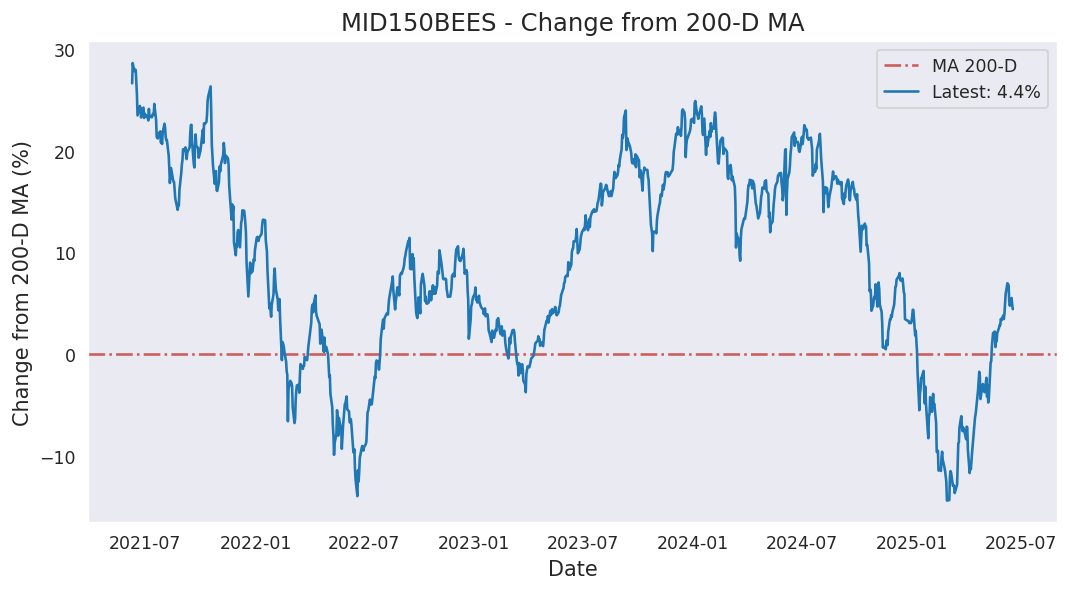 MID150BEES - Change from 200-D MA
MA 200-D
Latest: 4.4%
Change from 200-D MA (%)
30
20
10
0
−10
2021-07
2022-01
2022-07
2023-01
2023-07
2024-01
2024-07
2025-01
2025-07
Date